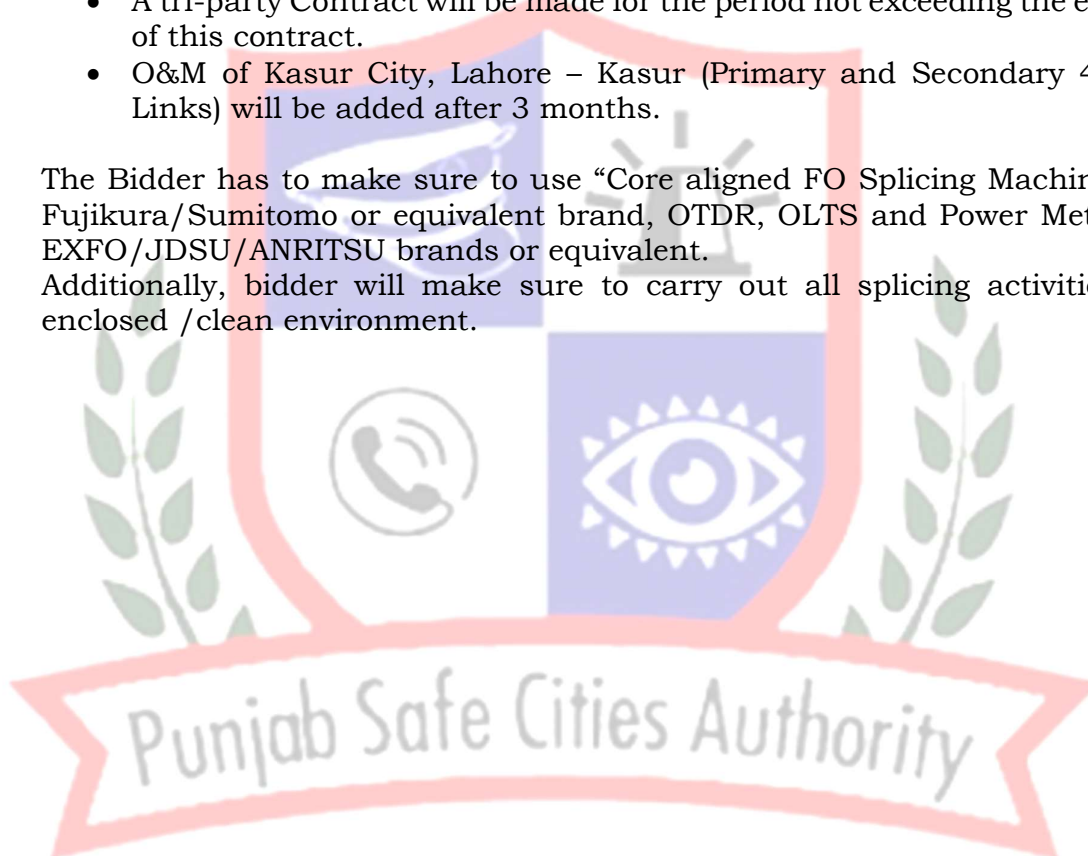 • A tri-party Contract will be made for the period not exceeding the
of this contract.
• O&M of Kasur City, Lahore – Kasur (Primary and Secondary 4
Links) will be added after 3 months.
The Bidder has to make sure to use “Core aligned FO Splicing Machin
Fujikura/Sumitomo or equivalent brand, OTDR, OLTS and Power Met
EXFO/JDSU/ANRITSU brands or equivalent.
Additionally, bidder will make sure to carry out all splicing activiti
enclosed /clean environment.
Punjab Safe Cities Authority